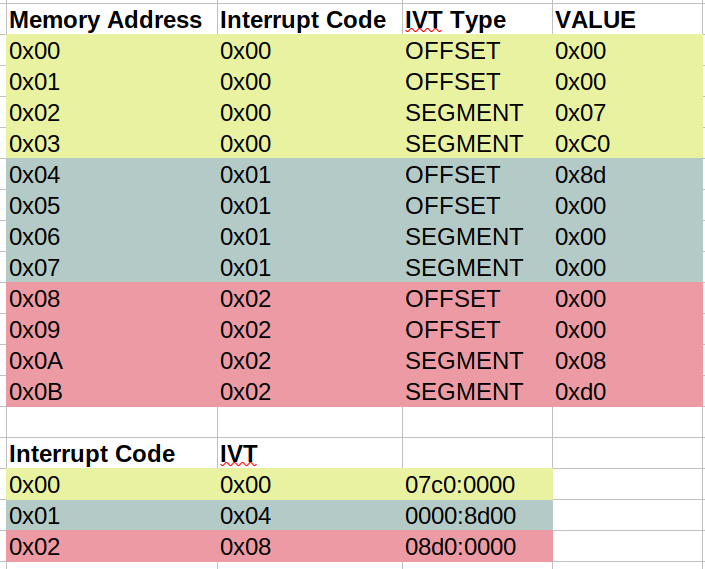 Memory Address Interrupt Code IVT Type VALUE
0x00 0x00 OFFSET 0x00
0x01 0x00 OFFSET 0x00
0x02 0x00 SEGMENT 0x07
0x03 0x00 SEGMENT 0xC0
0x04 0x01 OFFSET 0x8d
0x05 0x01 OFFSET 0x00
0x06 0x01 SEGMENT 0x00
0x07 0x01 SEGMENT 0x00
0x08 0x02 OFFSET 0x00
0x09 0x02 OFFSET 0x00
0x0A 0x02 SEGMENT 0x08
0x0B 0x02 SEGMENT 0xd0
Interrupt Code IVT
0x00 0x00 07c0:0000
0x01 0x04 0000:8d00
0x02 0x08 08d0:0000